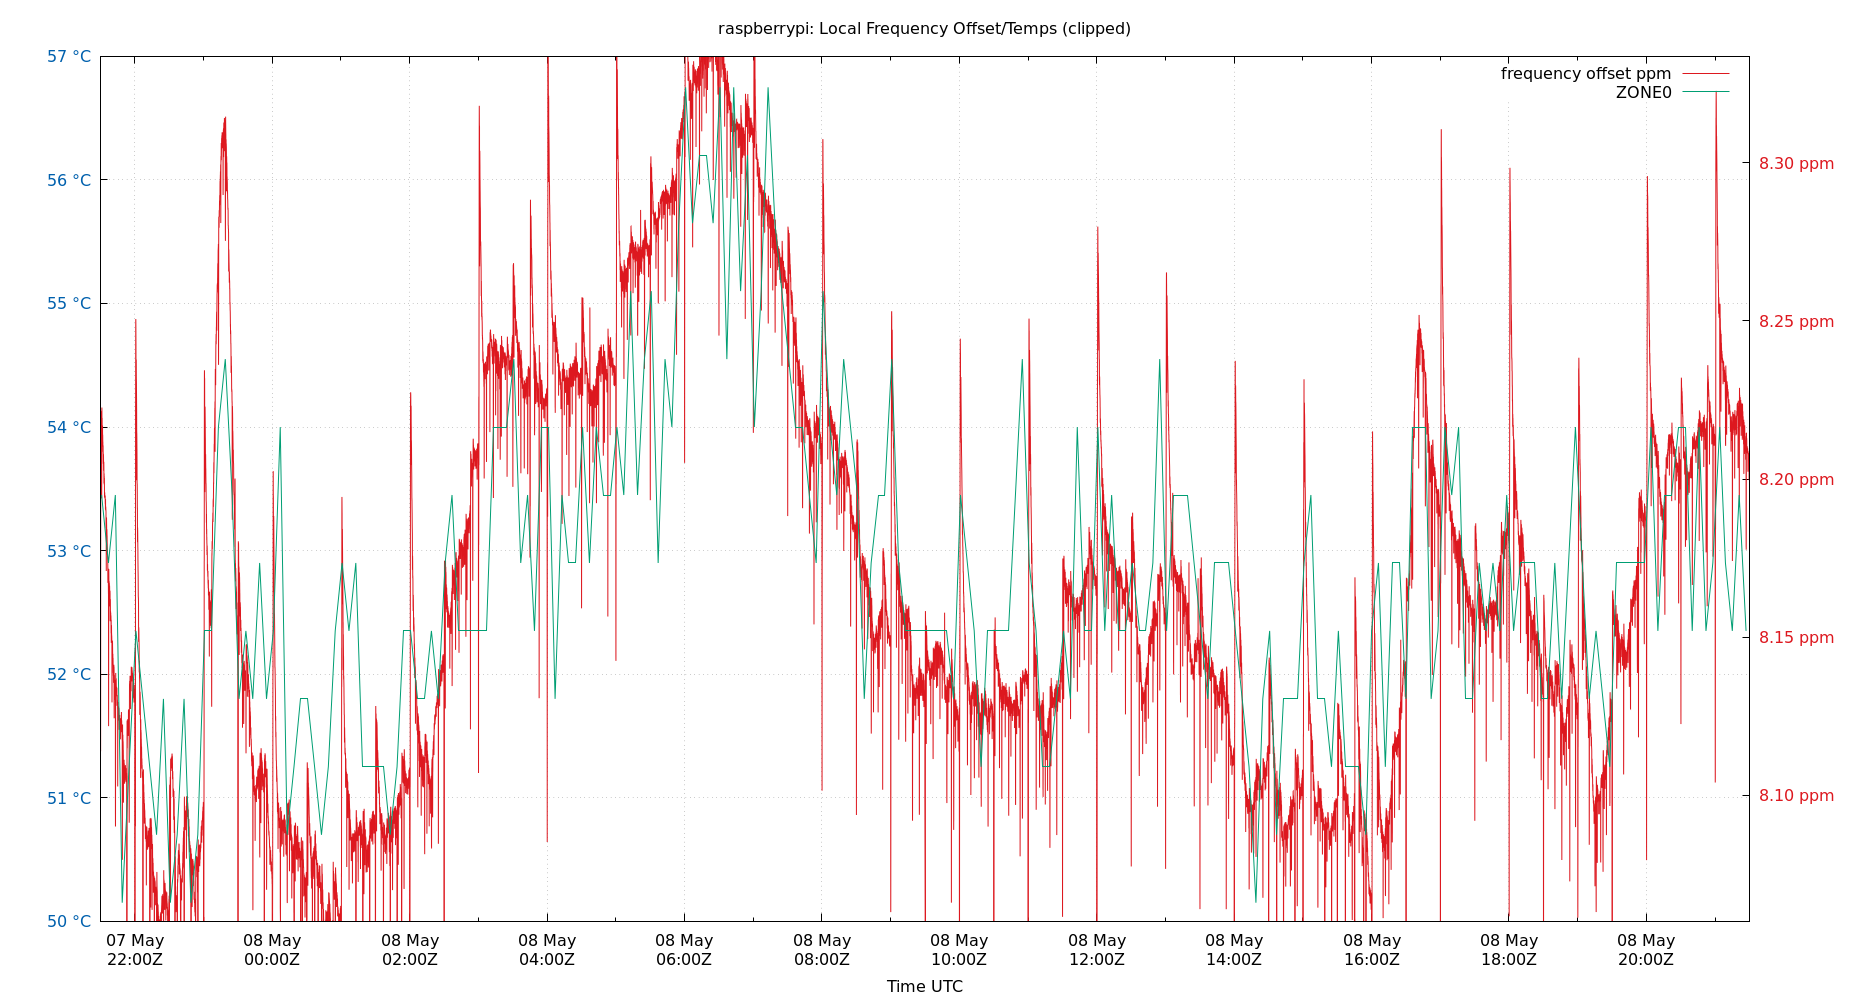 raspberrypi: Local Frequency Offset/Temps (clipped)
frequency offset ppm
ZONE0
57 °C
56 °C
55 °C
54 °C
53 °C
52 °C
51 °C
50 °C
8.30 ppm
8.25 ppm
8.20 ppm
8.15 ppm
8.10 ppm
07 May 08 May 08 May 08 May 08 May 08 May 08 May 08 May 08 May 08 May 08 May 08 May
22:00Z 00:00Z 02:00Z 04:00Z 06:00Z 08:00Z 10:00Z 12:00Z 14:00Z 16:00Z 18:00Z 20:00Z
Time UTC